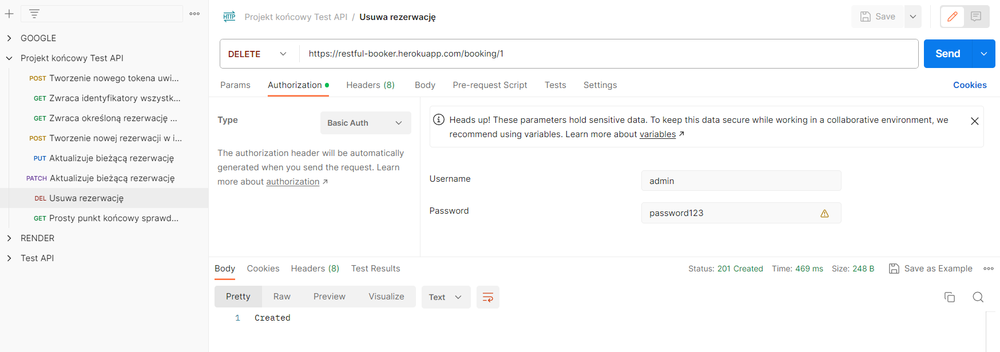 GOOGLE
Projekt końcowy Test API
POST Tworzenie nowego tokena uwi...
GET Zwraca identyfikatory wszystk...
GET Zwraca określoną rezerwację ...
POST Tworzenie nowej rezerwacji w i...
PUT Aktualizuje bieżącą rezerwację
PATCH Aktualizuje bieżącą rezerwację
DEL Usuwa rezerwację
GET Prosty punkt końcowy sprawd...
RENDER
Test API
HTTP Projekt końcowy Test API / Usuwa rezerwację
Save
DELETE https://restful-booker.herokuapp.com/booking/1
Send
Params Authorization Headers (8) Body Pre-request Script Tests Settings
Cookies
Type
Basic Auth
The authorization header will be automatically
generated when you send the request. Learn
more about authorization ↗
Heads up! These parameters hold sensitive data. To keep this data secure while working in a collaborative environment, we
recommend using variables. Learn more about variables ↗
Username
admin
Password
password123
Body Cookies Headers (8) Test Results
Status: 201 Created Time: 469 ms Size: 248 B Save as Example
Pretty Raw Preview Visualize Text
1 Created